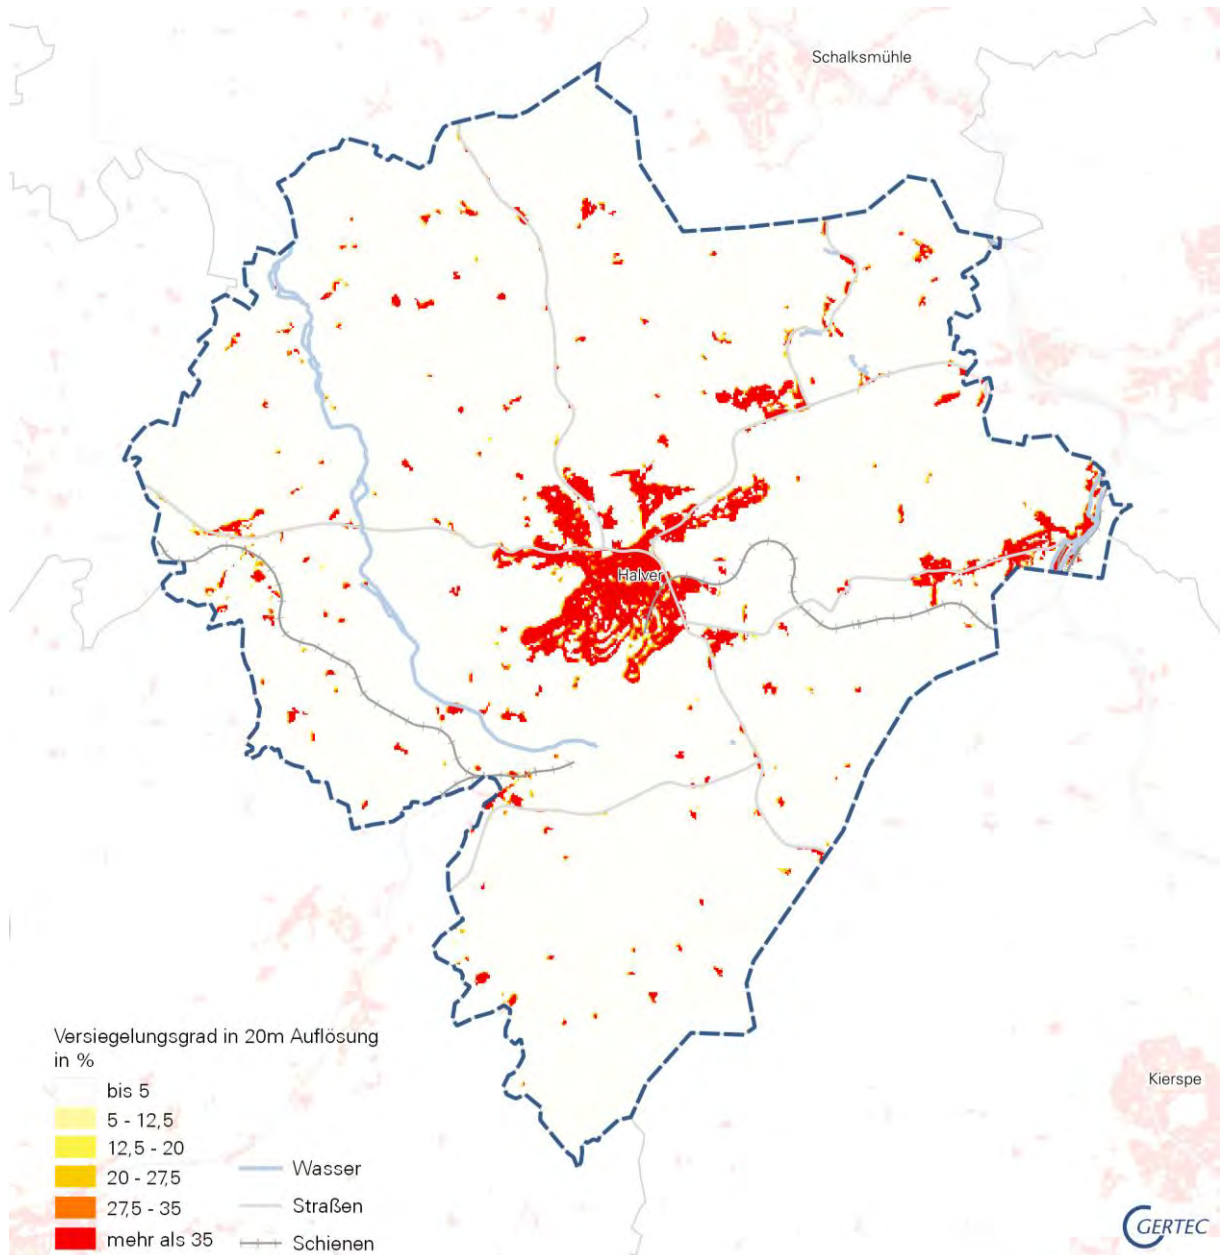 Schalksmühle
Halver
Kierspe
Versiegelungsgrad in 20m Auflösung
in %
bis 5
5 - 12,5
12,5 - 20
20 - 27,5
27,5 - 35
mehr als 35
Wasser
Straßen
Schienen
GERTEC